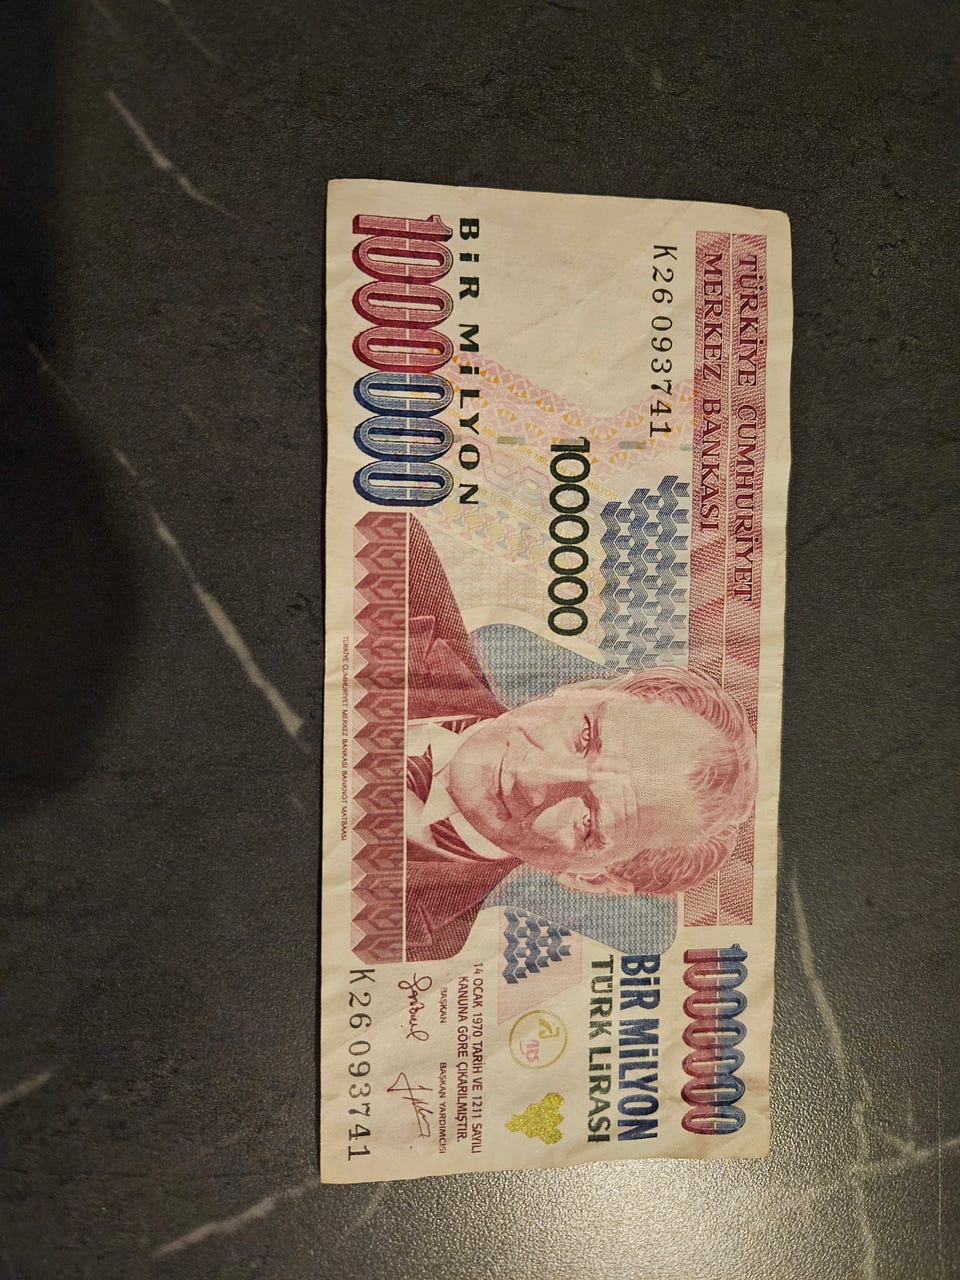 TÜRKİYE CUMHURİYET
MERKEZ BANKASI
1000000
K26 093741
BİR MİLYON
TÜRK LİRASI
1000000
BİR MİLYON
1000000
14 OCAK 1970 TARİH VE 1211 SAYILI
KANUNA GÖRE ÇIKARILMIŞTIR.
BAŞKAN BAŞKAN YARDIMCISI
K26 093741
TÜRKİYE CUMHURİYET MERKEZ BANKASI BANKNOT MATBAASI